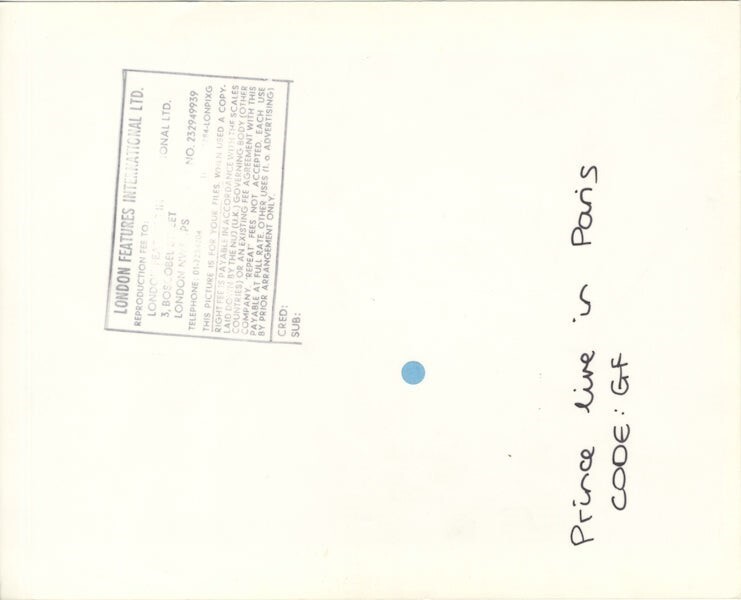 LONDON FEATURES INTERNATIONAL LTD.
REPRODUCTION FEE TO:
ONAL LTD.
LONDON
TELEPHONE: NO. 232949939
THIS PICTURE IS FOR YOUR FILES. WHEN USED A COPY-
RIGHT FEE IS PAYABLE IN ACCORDANCE WITH THE SCALES
LAID DOWN BY THE NUJ (U.K.) GOVERNING BODY (OTHER
COUNTRIES) OR AN EXISTING FEE AGREEMENT WITH THIS
COMPANY. "REPEAT" FEES NOT ACCEPTED. EACH USE
PAYABLE AT FULL RATE. OTHER USES (I. e. ADVERTISING)
BY PRIOR ARRANGEMENT ONLY.
CRED:
SUB:
Prince live in Paris
CODE: GF